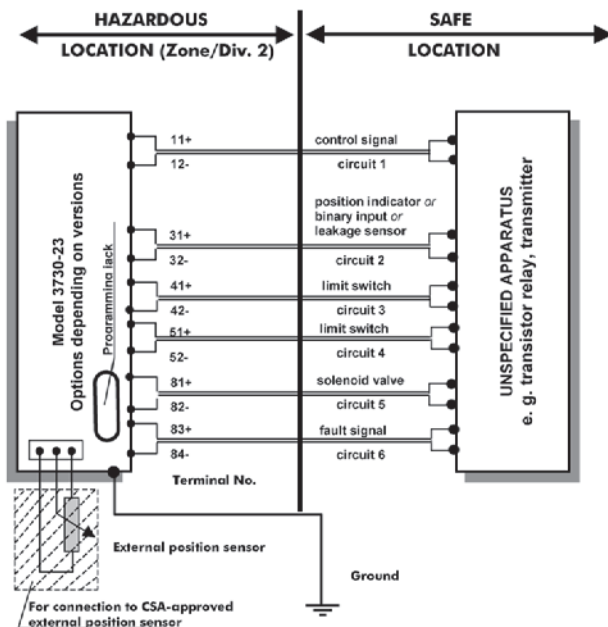 HAZARDOUS
LOCATION (Zone/Div. 2)
SAFE
LOCATION
Model 3730-23
Options depending on versions
Programming jack
11+
12-
control signal
circuit 1
position indicator or
binary input or
leakage sensor
31+
32-
circuit 2
41+
limit switch
42-
circuit 3
51+
limit switch
52-
circuit 4
81+
solenoid valve
82-
circuit 5
83+
fault signal
84-
circuit 6
UNSPECIFIED APPARATUS
e. g. transistor relay, transmitter
Terminal No.
External position sensor
Ground
For connection to CSA-approved
external position sensor